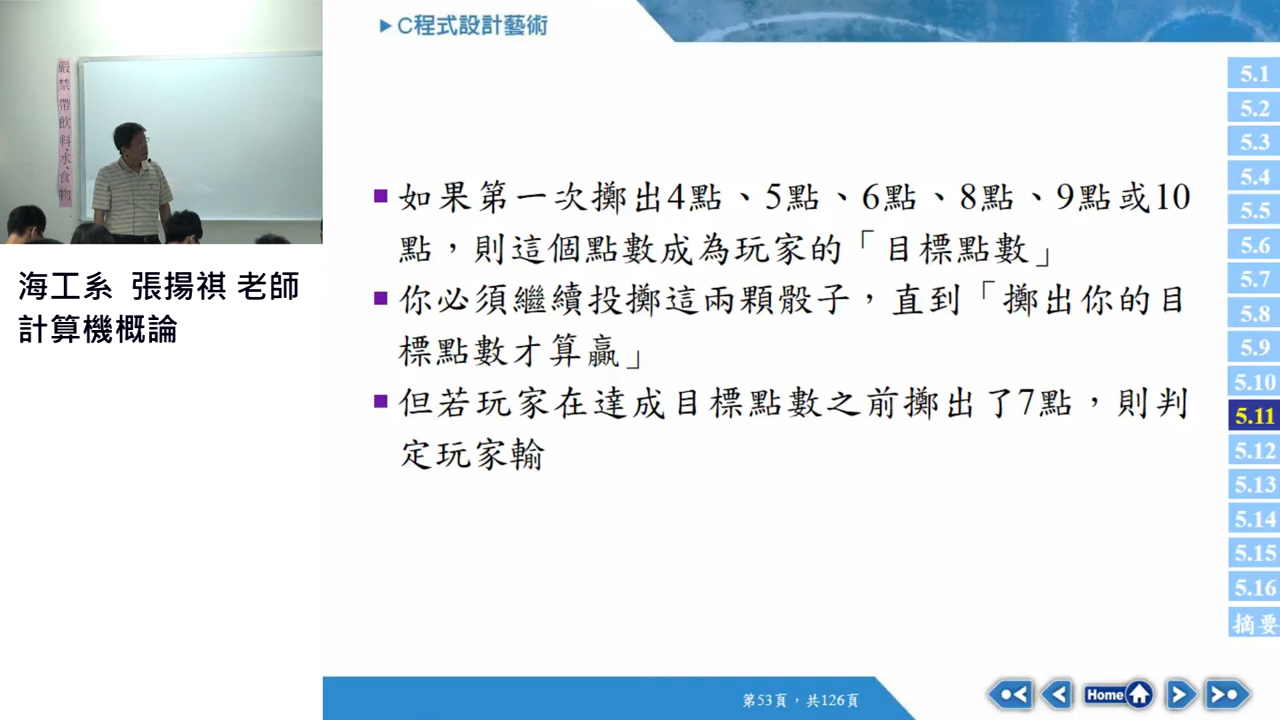 C程式設計藝術
嚴禁帶飲料、水、食物
海工系 張揚祺 老師
計算機概論
如果第一次擲出4點、5點、6點、8點、9點或10
點，則這個點數成為玩家的「目標點數」
你必須繼續投擲這兩顆骰子，直到「擲出你的目
標點數才算贏」
但若玩家在達成目標點數之前擲出了7點，則判
定玩家輸
5.1
5.2
5.3
5.4
5.5
5.6
5.7
5.8
5.9
5.10
5.11
5.12
5.13
5.14
5.15
5.16
摘要
第53頁，共126頁
Home